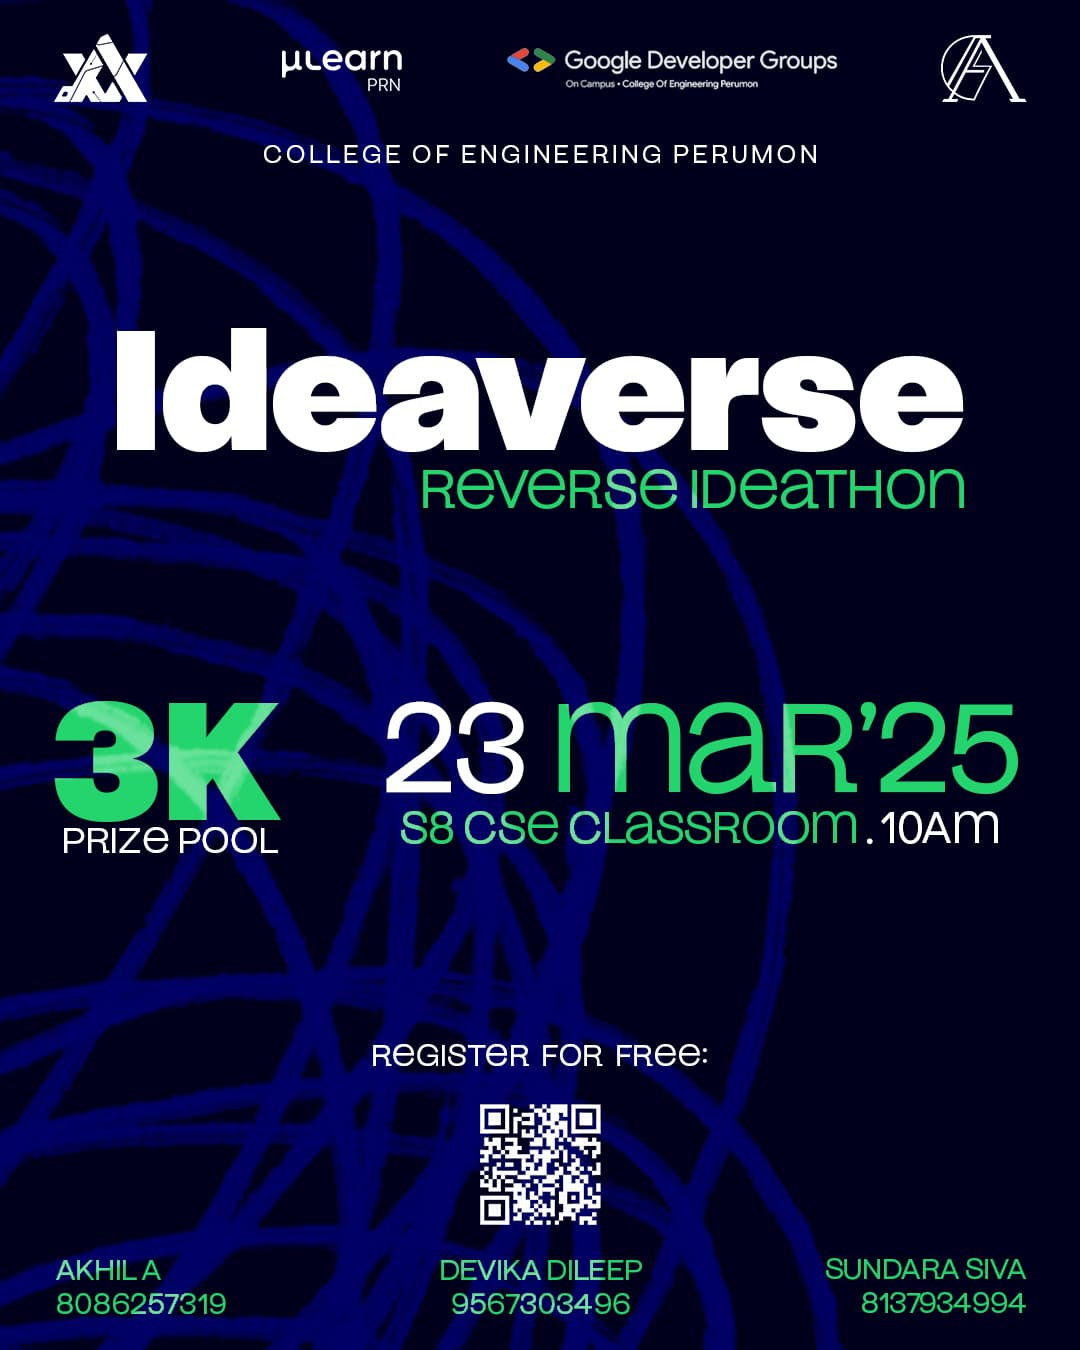 µLearn
PRN
Google Developer Groups
On Campus • College Of Engineering Perumon
COLLEGE OF ENGINEERING PERUMON
Ideaverse
REVERSE IDEATHON
3K
PRIZE POOL
23 MAR'25
S8 CSE CLASSROOM . 10AM
REGISTER FOR FREE:
AKHIL A
8086257319
DEVIKA DILEEP
9567303496
SUNDARA SIVA
8137934994